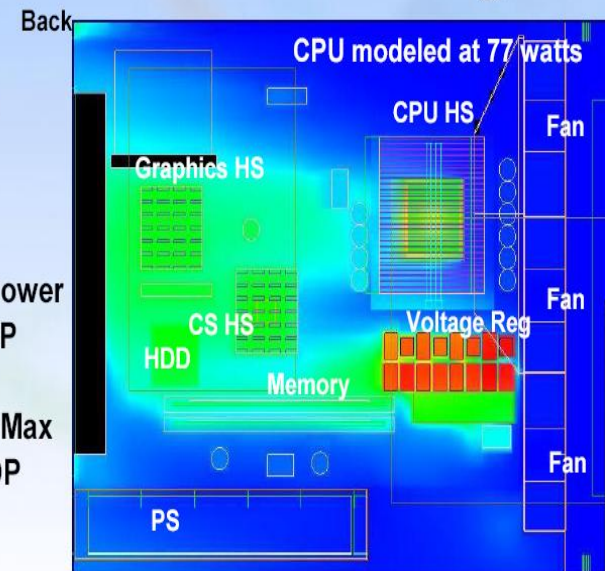 Back
CPU modeled at 77 watts
CPU HS
Fan
Graphics HS
Fan
CS HS
Voltage Reg
HDD
Memory
Max
Fan
PS